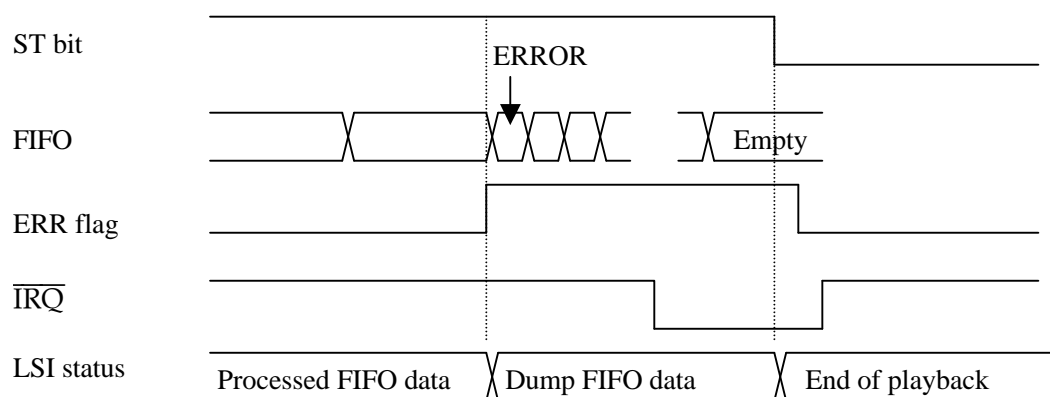 ST bit
ERROR
FIFO
Empty
ERR flag
IRQ
LSI status
Processed FIFO data
Dump FIFO data
End of playback